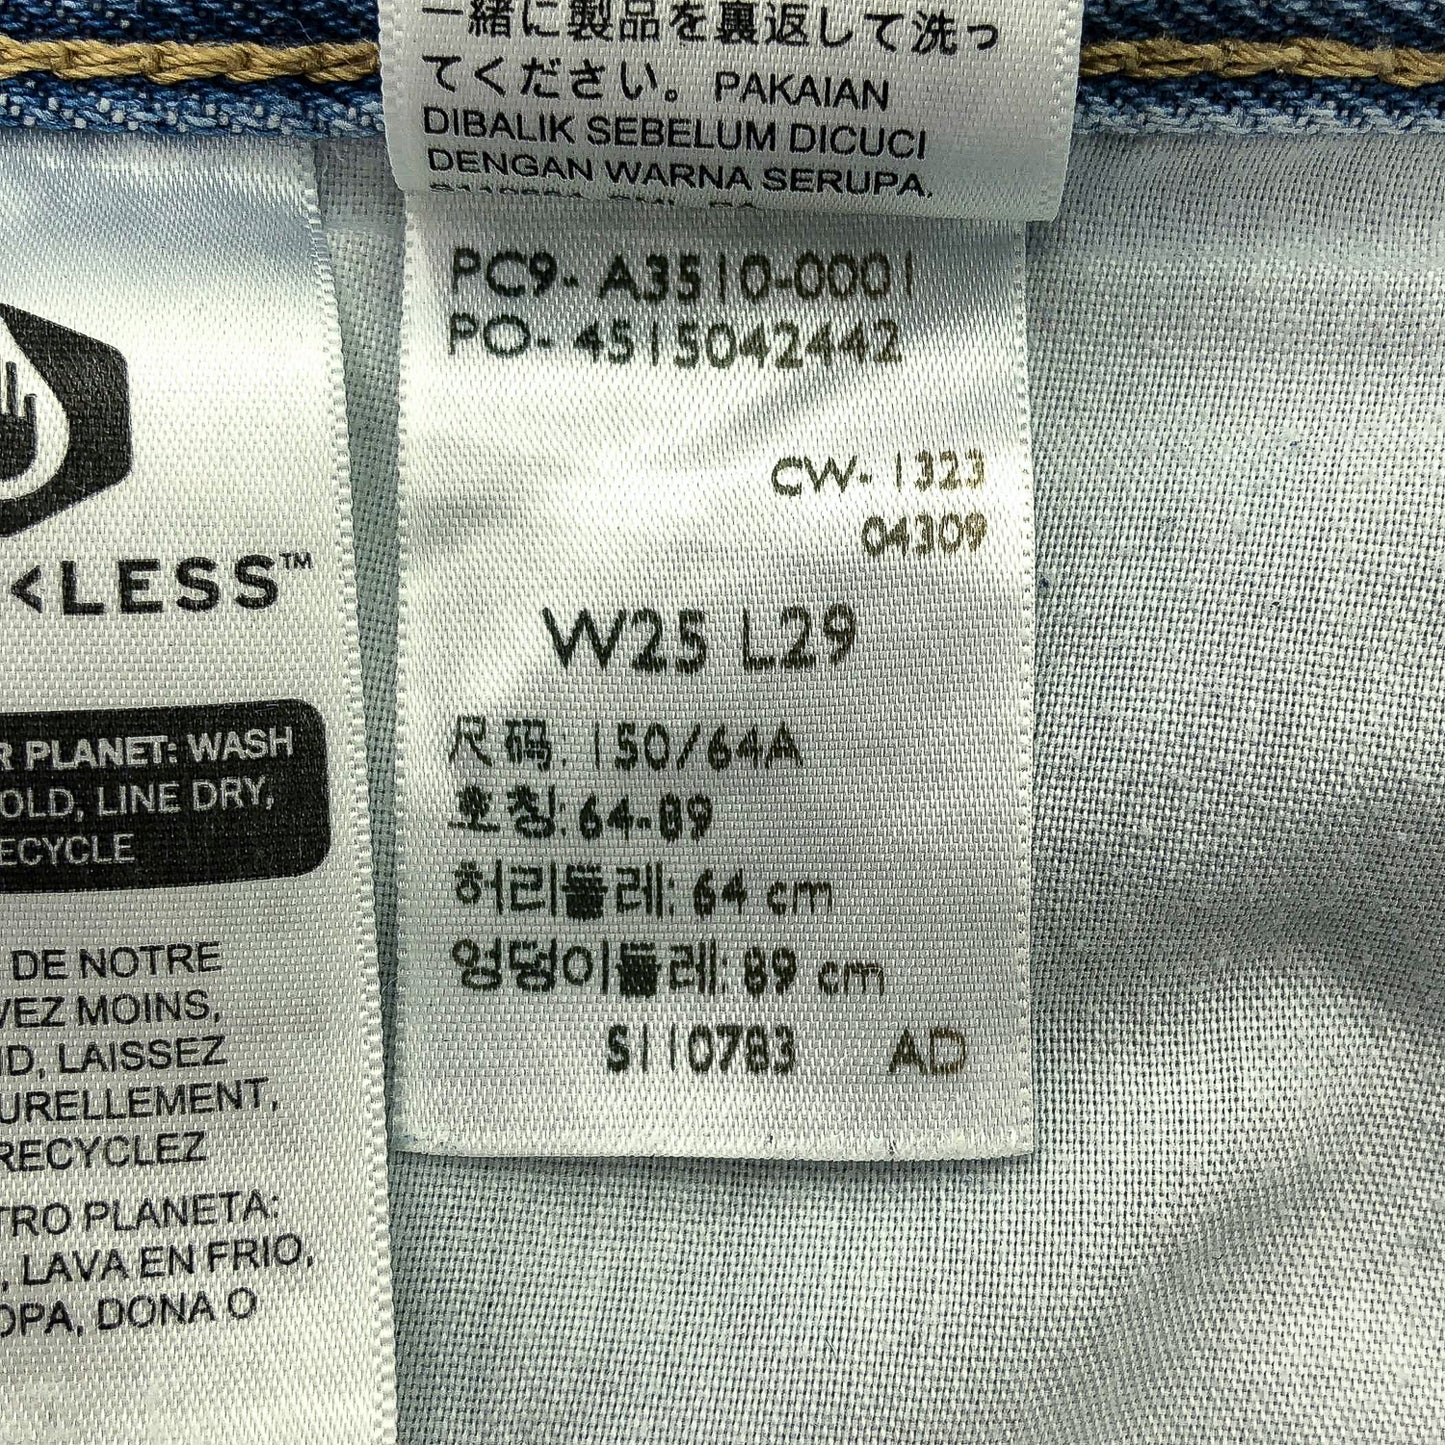 一緒に製品を裏返して洗っ
てください。PAKAIAN
DIBALIK SEBELUM DICUCI
DENGAN WARNA SERUPA.
PC9- A3510-0001
PO- 4515042442
CW- 1323
04309
W25 L29
尺码: 150/64A
호칭: 64-89
허리둘레: 64 cm
엉덩이둘레: 89 cm
S110783 AD
<LESS™
R PLANET: WASH
OLD, LINE DRY,
ECYCLE
DE NOTRE
VEZ MOINS,
ID, LAISSEZ
URELLEMENT,
RECYCLEZ
TRO PLANETA:
, LAVA EN FRIO,
OPA, DONA O